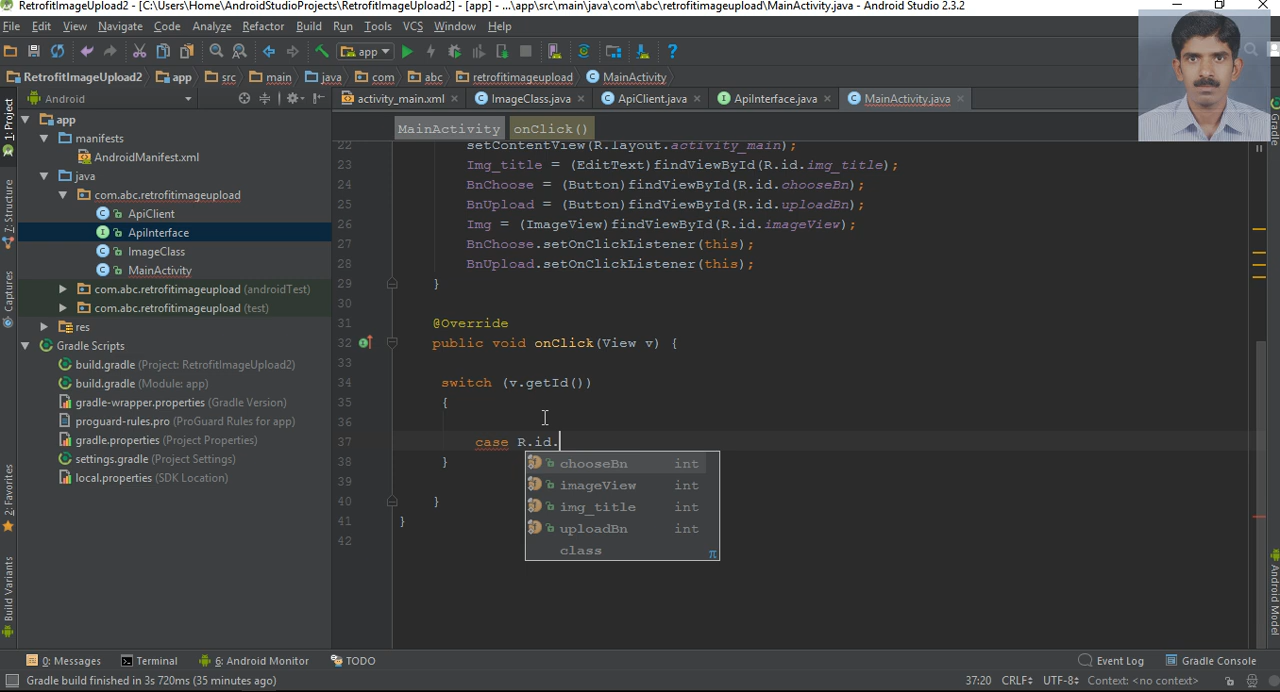 RetrofitImageUpload2 - [C:\Users\Home\AndroidStudioProjects\RetrofitImageUpload2] - [app] - ...\app\src\main\java\com\abc\retrofitimageupload\MainActivity.java - Android Studio 2.3.2
File Edit View Navigate Code Analyze Refactor Build Run Tools VCS Window Help
app
RetrofitImageUpload2 app src main java com abc retrofitimageupload MainActivity
Android activity_main.xml ImageClass.java ApiClient.java ApiInterface.java MainActivity.java
MainActivity onClick()
1: Project
Z: Structure
Captures
2: Favorites
Build Variants
app
manifests
AndroidManifest.xml
java
com.abc.retrofitimageupload
ApiClient
ApiInterface
ImageClass
MainActivity
com.abc.retrofitimageupload (androidTest)
com.abc.retrofitimageupload (test)
res
Gradle Scripts
build.gradle (Project: RetrofitImageUpload2)
build.gradle (Module: app)
gradle-wrapper.properties (Gradle Version)
proguard-rules.pro (ProGuard Rules for app)
gradle.properties (Project Properties)
settings.gradle (Project Settings)
local.properties (SDK Location)
22 setContentView(R.layout.activity_main);
23 Img_title = (EditText)findViewById(R.id.img_title);
24 BnChoose = (Button)findViewById(R.id.chooseBn);
25 BnUpload = (Button)findViewById(R.id.uploadBn);
26 Img = (ImageView)findViewById(R.id.imageView);
27 BnChoose.setOnClickListener(this);
28 BnUpload.setOnClickListener(this);
29 }
30
31 @Override
32 public void onClick(View v) {
33
34 switch (v.getId())
35 {
36
37 case R.id.
38 }
39
40 }
41 }
42
chooseBn int
imageView int
img_title int
uploadBn int
class π
Gradle
Android Model
0: Messages Terminal 6: Android Monitor TODO Event Log Gradle Console
Gradle build finished in 3s 720ms (35 minutes ago) 37:20 CRLF UTF-8 Context: <no context>